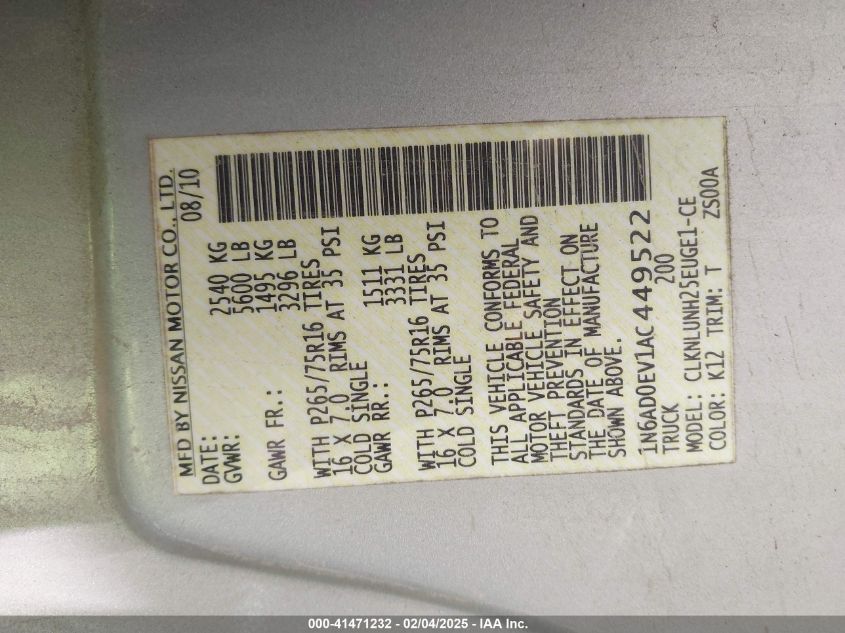 MFD BY NISSAN MOTOR CO., LTD.
DATE: 08/10
GVWR: 2540 KG
5600 LB
GAWR FR.: 1495 KG
3296 LB
WITH P265/75R16 TIRES
16 X 7.0 RIMS AT 35 PSI
COLD SINGLE
GAWR RR.: 1511 KG
3331 LB
WITH P265/75R16 TIRES
16 X 7.0 RIMS AT 35 PSI
COLD SINGLE
THIS VEHICLE CONFORMS TO
ALL APPLICABLE FEDERAL
MOTOR VEHICLE SAFETY AND
THEFT PREVENTION
STANDARDS IN EFFECT ON
THE DATE OF MANUFACTURE
SHOWN ABOVE.
1N6AD0EV1AC449522
TRUCK 200
MODEL: CLKNLUNH25EUGE1-CE
COLOR: K12 TRIM: T ZS00A
000-41471232 - 02/04/2025 - IAA Inc.